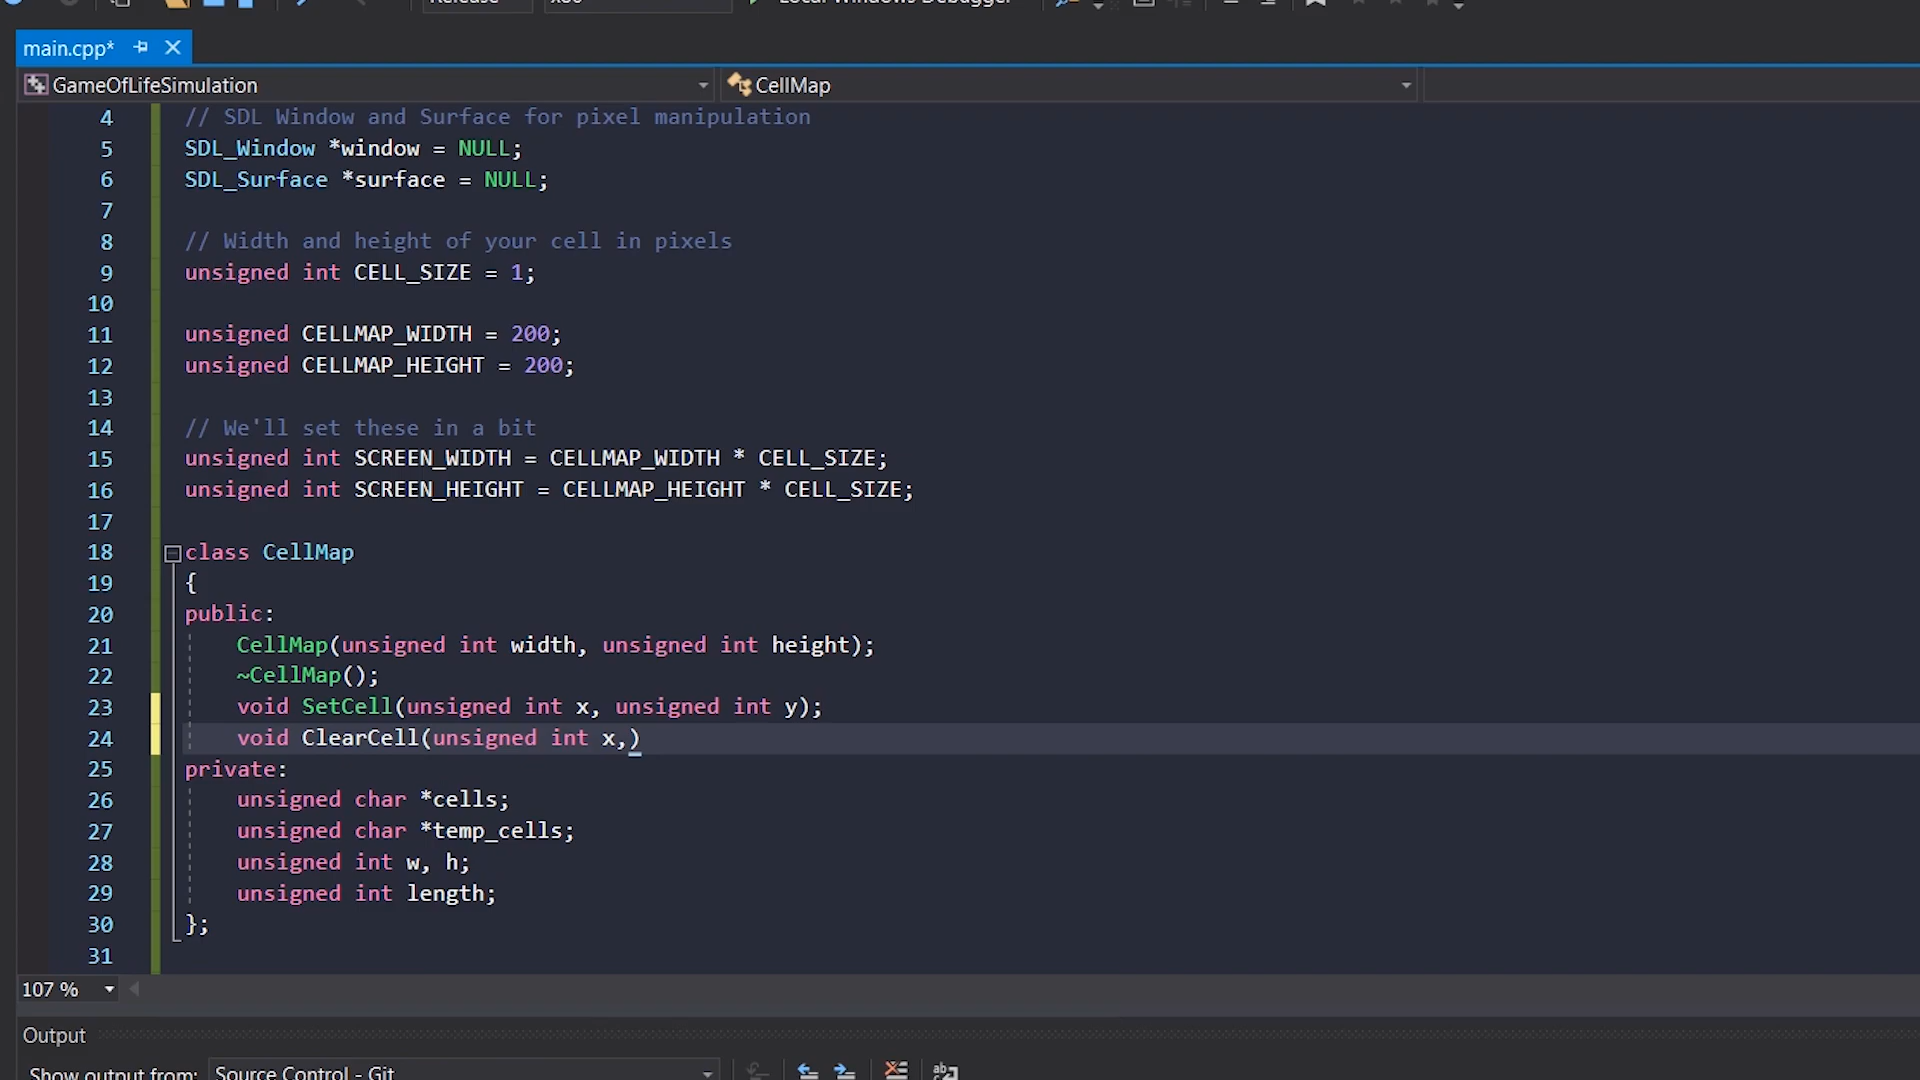 Release
x86
Local Windows Debugger
main.cpp*
GameOfLifeSimulation
CellMap
4 // SDL Window and Surface for pixel manipulation
5 SDL_Window *window = NULL;
6 SDL_Surface *surface = NULL;
7
8 // Width and height of your cell in pixels
9 unsigned int CELL_SIZE = 1;
10
11 unsigned CELLMAP_WIDTH = 200;
12 unsigned CELLMAP_HEIGHT = 200;
13
14 // We'll set these in a bit
15 unsigned int SCREEN_WIDTH = CELLMAP_WIDTH * CELL_SIZE;
16 unsigned int SCREEN_HEIGHT = CELLMAP_HEIGHT * CELL_SIZE;
17
18 class CellMap
19 {
20 public:
21 CellMap(unsigned int width, unsigned int height);
22 ~CellMap();
23 void SetCell(unsigned int x, unsigned int y);
24 void ClearCell(unsigned int x,)
25 private:
26 unsigned char *cells;
27 unsigned char *temp_cells;
28 unsigned int w, h;
29 unsigned int length;
30 };
31
107 %
Output
Show output from: Source Control - Git